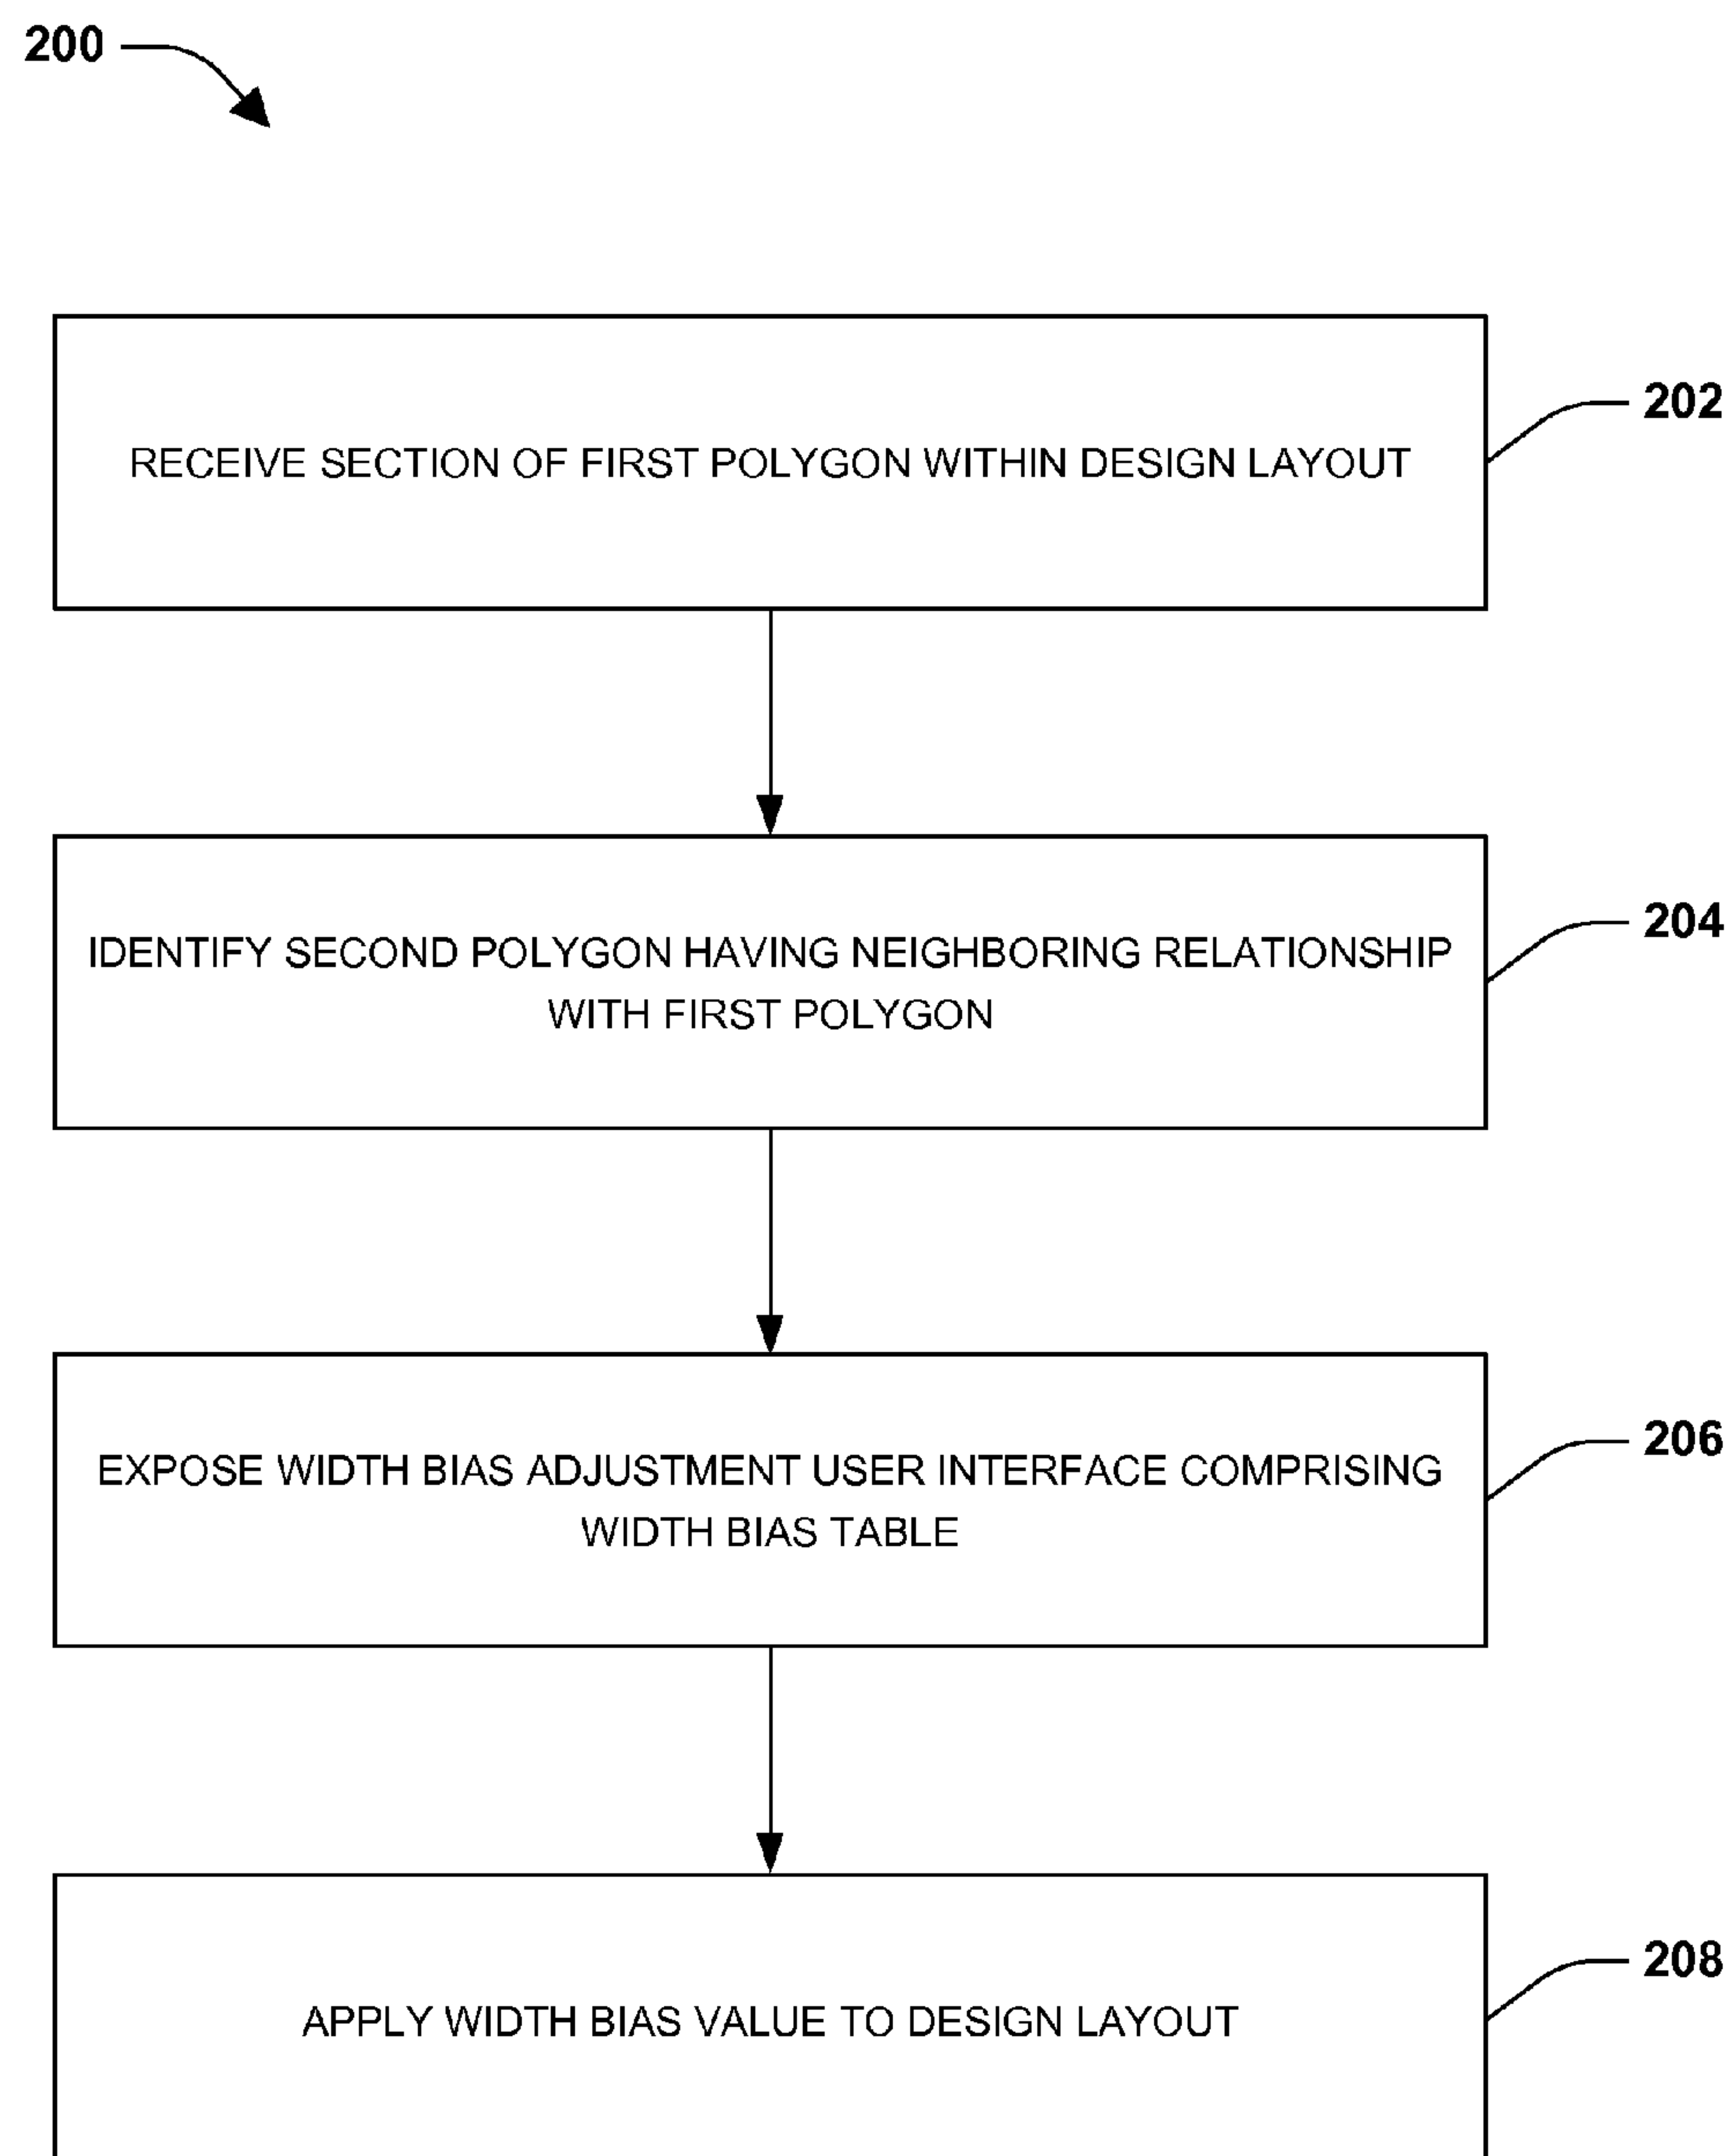 200
RECEIVE SECTION OF FIRST POLYGON WITHIN DESIGN LAYOUT
202
IDENTIFY SECOND POLYGON HAVING NEIGHBORING RELATIONSHIP
WITH FIRST POLYGON
204
EXPOSE WIDTH BIAS ADJUSTMENT USER INTERFACE COMPRISING
WIDTH BIAS TABLE
206
APPLY WIDTH BIAS VALUE TO DESIGN LAYOUT
208